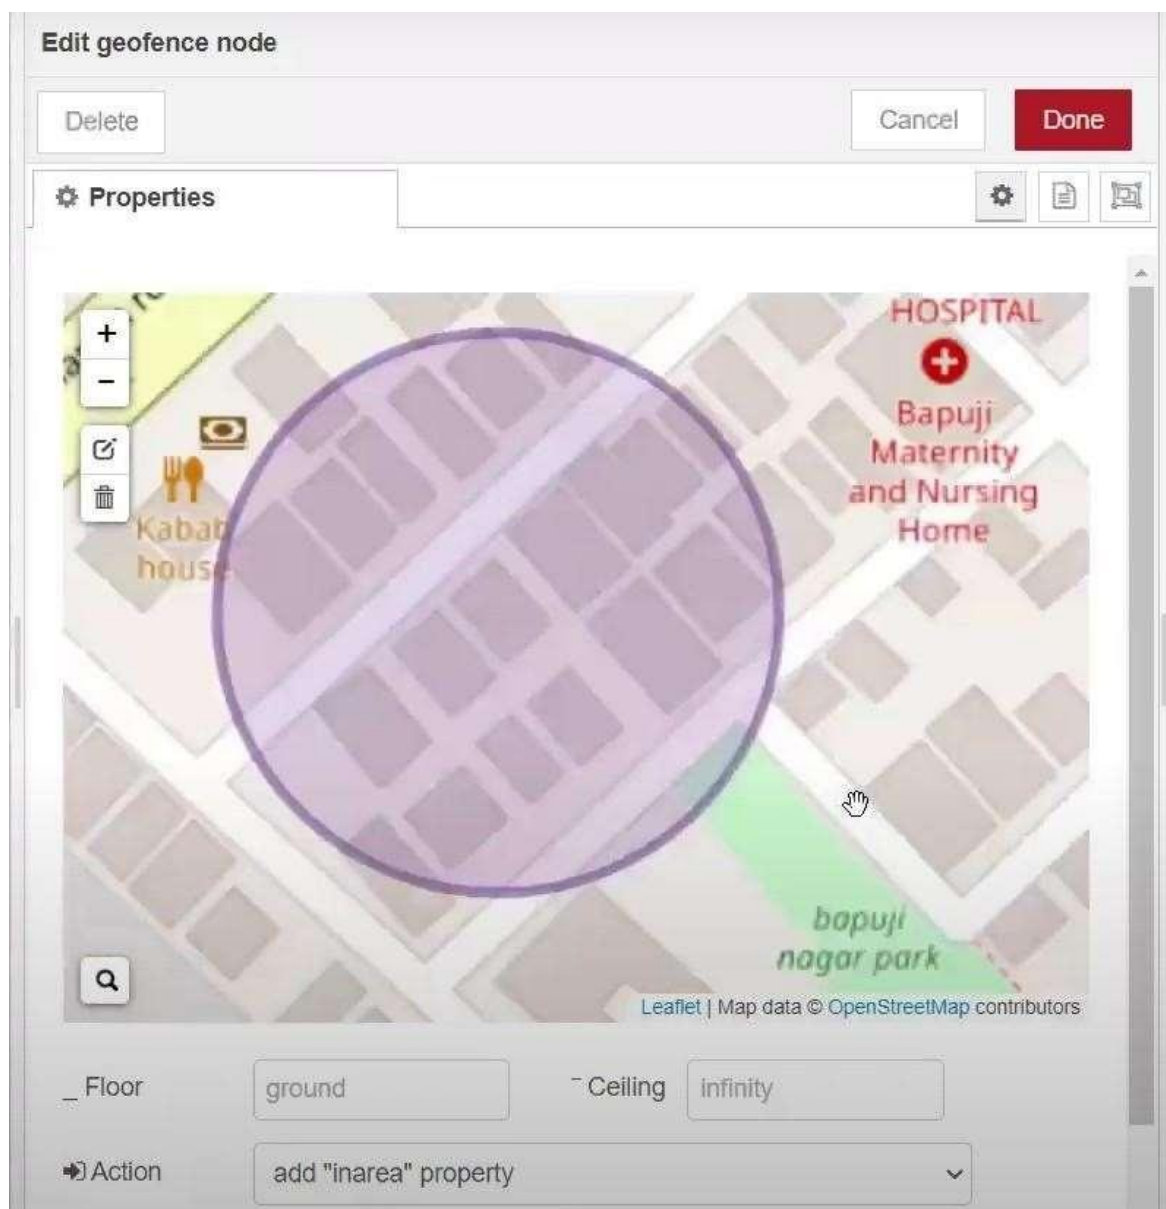 Edit geofence node
Delete
Cancel
Done
Properties
+
HOSPITAL
−
Bapuji
Maternity
and Nursing
Home
Kabab
house
bapuji
nagar park
Leaflet | Map data © OpenStreetMap contributors
_ Floor
ground
‾ Ceiling
infinity
Action
add "inarea" property